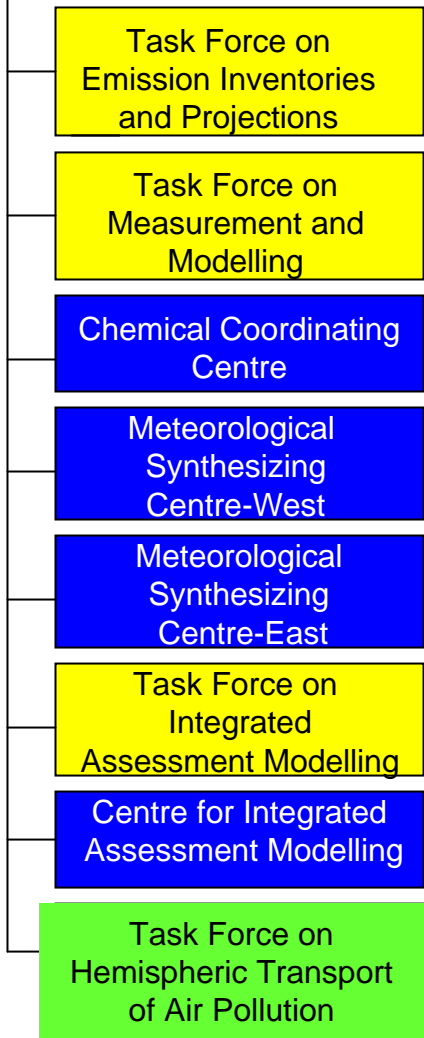 Task Force on
Emission Inventories
and Projections
Task Force on
Measurement and
Modelling
Chemical Coordinating
Centre
Meteorological
Synthesizing
Centre-West
Meteorological
Synthesizing
Centre-East
Task Force on
Integrated
Assessment Modelling
Centre for Integrated
Assessment Modelling
Task Force on
Hemispheric Transport
of Air Pollution